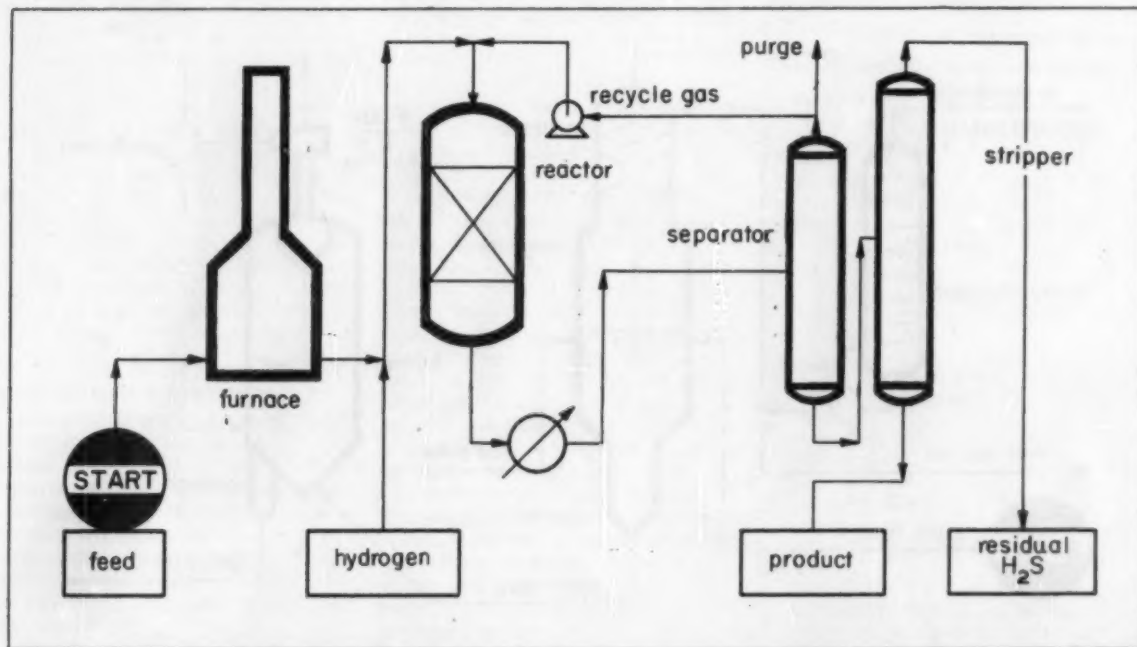 purge
recycle gas
reactor
stripper
separator
furnace
START
feed
hydrogen
product
residual
H₂S